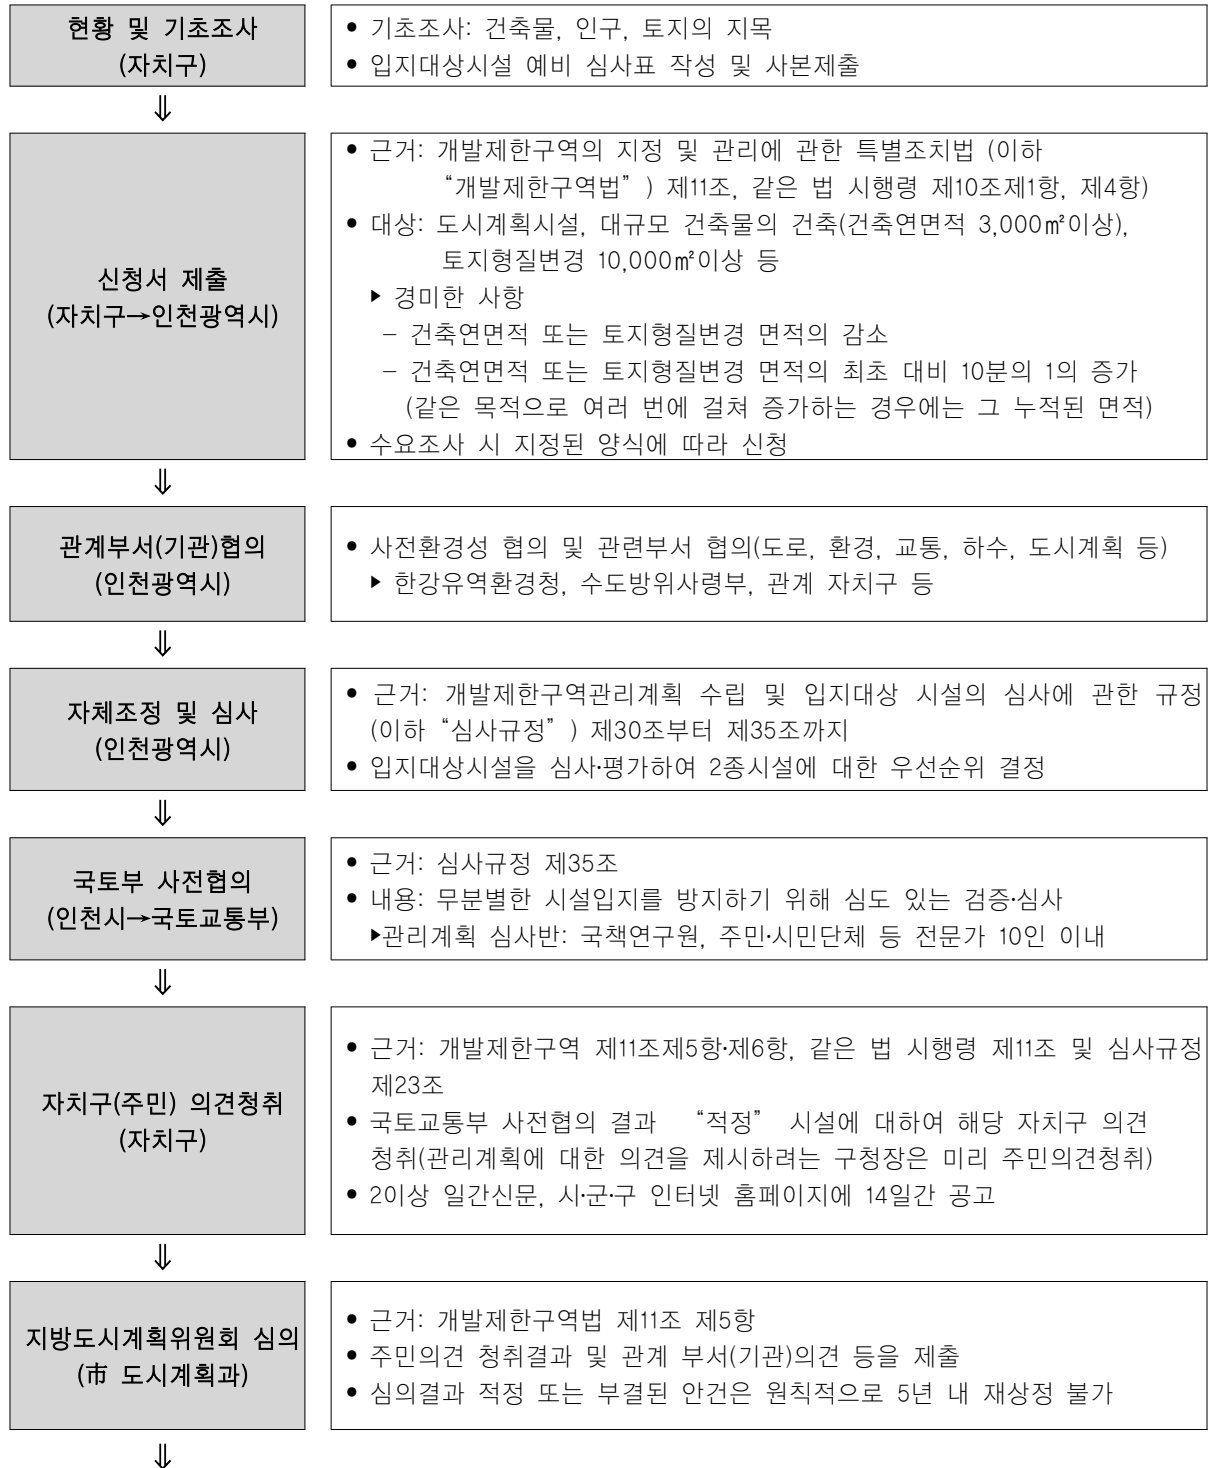 현황 및 기초조사
(자치구)
• 기초조사: 건축물, 인구, 토지의 지목
• 입지대상시설 예비 심사표 작성 및 사본제출
⇓
신청서 제출
(자치구→인천광역시)
• 근거: 개발제한구역의 지정 및 관리에 관한 특별조치법 (이하
“개발제한구역법” ) 제11조, 같은 법 시행령 제10조제1항, 제4항)
• 대상: 도시계획시설, 대규모 건축물의 건축(건축연면적 3,000㎡이상),
토지형질변경 10,000㎡이상 등
▶ 경미한 사항
- 건축연면적 또는 토지형질변경 면적의 감소
- 건축연면적 또는 토지형질변경 면적의 최초 대비 10분의 1의 증가
(같은 목적으로 여러 번에 걸쳐 증가하는 경우에는 그 누적된 면적)
• 수요조사 시 지정된 양식에 따라 신청
⇓
관계부서(기관)협의
(인천광역시)
• 사전환경성 협의 및 관련부서 협의(도로, 환경, 교통, 하수, 도시계획 등)
▶ 한강유역환경청, 수도방위사령부, 관계 자치구 등
⇓
자체조정 및 심사
(인천광역시)
• 근거: 개발제한구역관리계획 수립 및 입지대상 시설의 심사에 관한 규정
(이하 “심사규정” ) 제30조부터 제35조까지
• 입지대상시설을 심사·평가하여 2종시설에 대한 우선순위 결정
⇓
국토부 사전협의
(인천시→국토교통부)
• 근거: 심사규정 제35조
• 내용: 무분별한 시설입지를 방지하기 위해 심도 있는 검증·심사
▶관리계획 심사반: 국책연구원, 주민·시민단체 등 전문가 10인 이내
⇓
자치구(주민) 의견청취
(자치구)
• 근거: 개발제한구역 제11조제5항·제6항, 같은 법 시행령 제11조 및 심사규정
제23조
• 국토교통부 사전협의 결과 “적정” 시설에 대하여 해당 자치구 의견
청취(관리계획에 대한 의견을 제시하려는 구청장은 미리 주민의견청취)
• 2이상 일간신문, 시·군·구 인터넷 홈페이지에 14일간 공고
⇓
지방도시계획위원회 심의
(市 도시계획과)
• 근거: 개발제한구역법 제11조 제5항
• 주민의견 청취결과 및 관계 부서(기관)의견 등을 제출
• 심의결과 적정 또는 부결된 안건은 원칙적으로 5년 내 재상정 불가
⇓